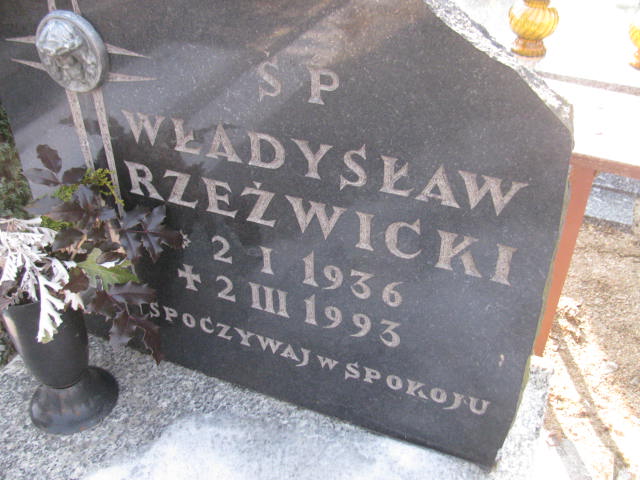 Ś P
WŁADYSŁAW
RZEŹWICKI
* 2 I 1936
✝ 2 III 1993
SPOCZYWAJ W SPOKOJU